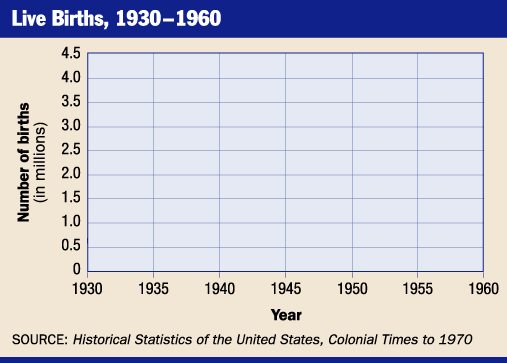 Live Births, 1930–1960
Number of births
(in millions)
4.5
4.0
3.5
3.0
2.5
2.0
1.5
1.0
0.5
0
1930 1935 1940 1945 1950 1955 1960
Year
SOURCE: Historical Statistics of the United States, Colonial Times to 1970